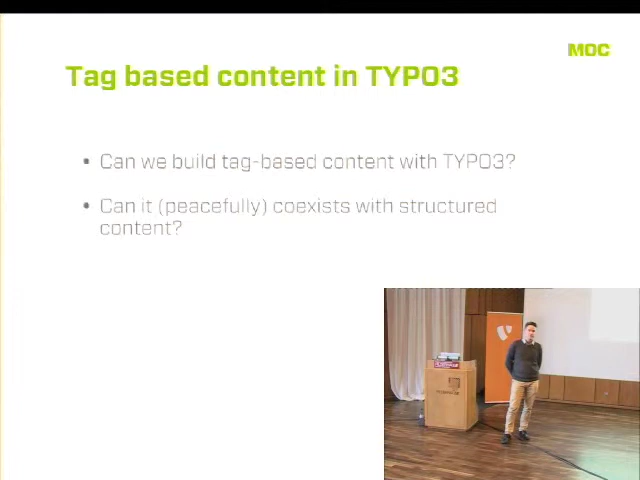 MOC
Tag based content in TYPO3
• Can we build tag-based content with TYPO3?
• Can it (peacefully) coexists with structured
content?